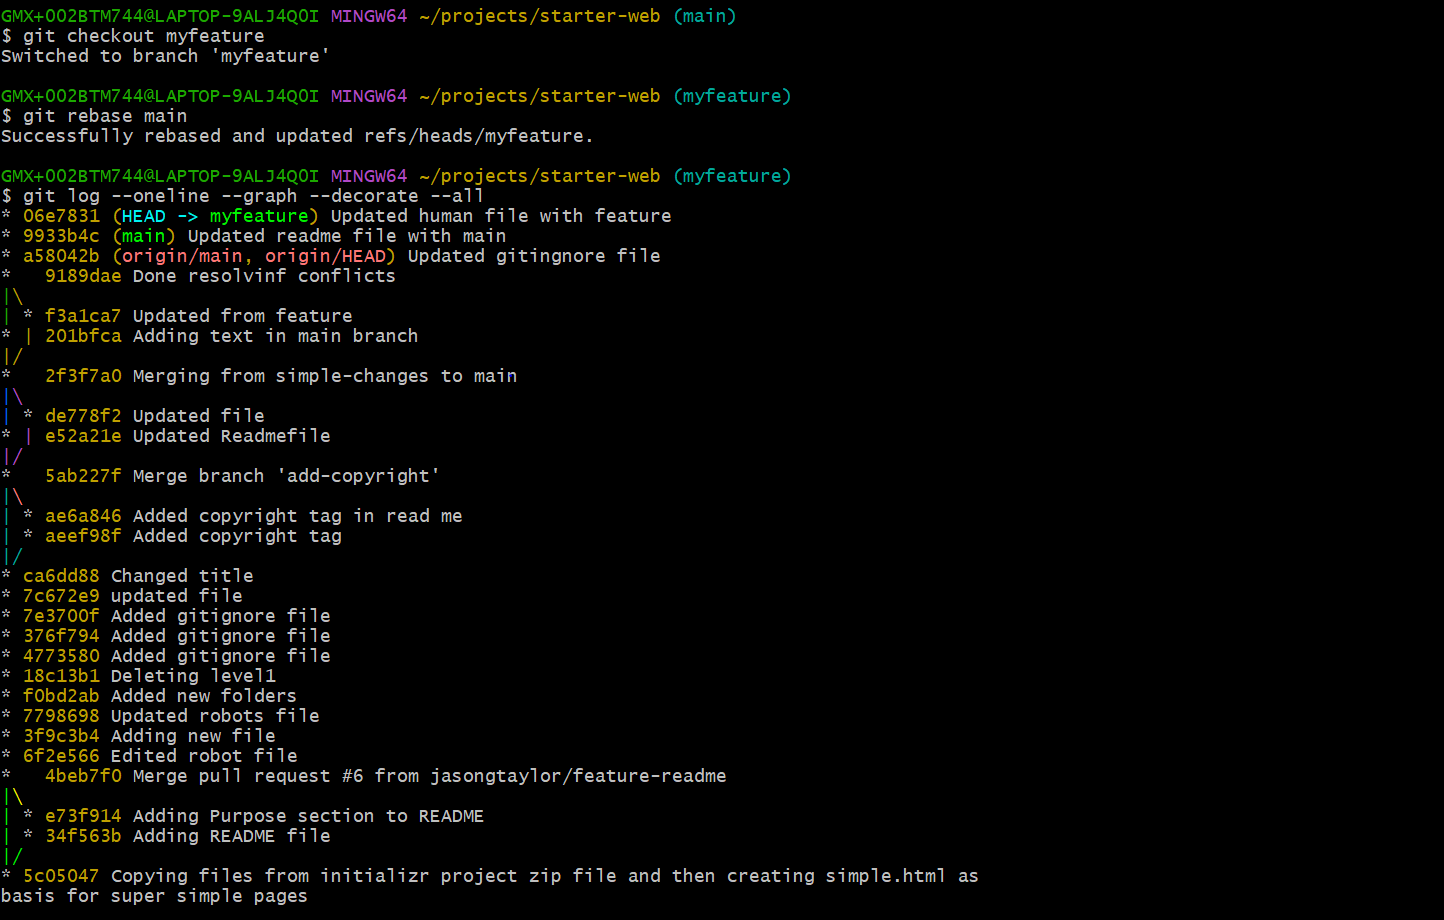 GMX+002BTM744@LAPTOP-9ALJ4Q0I MINGW64 ~/projects/starter-web (main)
$ git checkout myfeature
Switched to branch 'myfeature'

GMX+002BTM744@LAPTOP-9ALJ4Q0I MINGW64 ~/projects/starter-web (myfeature)
$ git rebase main
Successfully rebased and updated refs/heads/myfeature.

GMX+002BTM744@LAPTOP-9ALJ4Q0I MINGW64 ~/projects/starter-web (myfeature)
$ git log --oneline --graph --decorate --all
* 06e7831 (HEAD -> myfeature) Updated human file with feature
* 9933b4c (main) Updated readme file with main
* a58042b (origin/main, origin/HEAD) Updated gitingnore file
*   9189dae Done resolvinf conflicts
|\
| * f3a1ca7 Updated from feature
* | 201bfca Adding text in main branch
|/
*   2f3f7a0 Merging from simple-changes to main
|\
| * de778f2 Updated file
* | e52a21e Updated Readmefile
|/
*   5ab227f Merge branch 'add-copyright'
|\
| * ae6a846 Added copyright tag in read me
| * aeef98f Added copyright tag
|/
* ca6dd88 Changed title
* 7c672e9 updated file
* 7e3700f Added gitignore file
* 376f794 Added gitignore file
* 4773580 Added gitignore file
* 18c13b1 Deleting level1
* f0bd2ab Added new folders
* 7798698 Updated robots file
* 3f9c3b4 Adding new file
* 6f2e566 Edited robot file
*   4beb7f0 Merge pull request #6 from jasongtaylor/feature-readme
|\
| * e73f914 Adding Purpose section to README
| * 34f563b Adding README file
|/
* 5c05047 Copying files from initializr project zip file and then creating simple.html as
basis for super simple pages